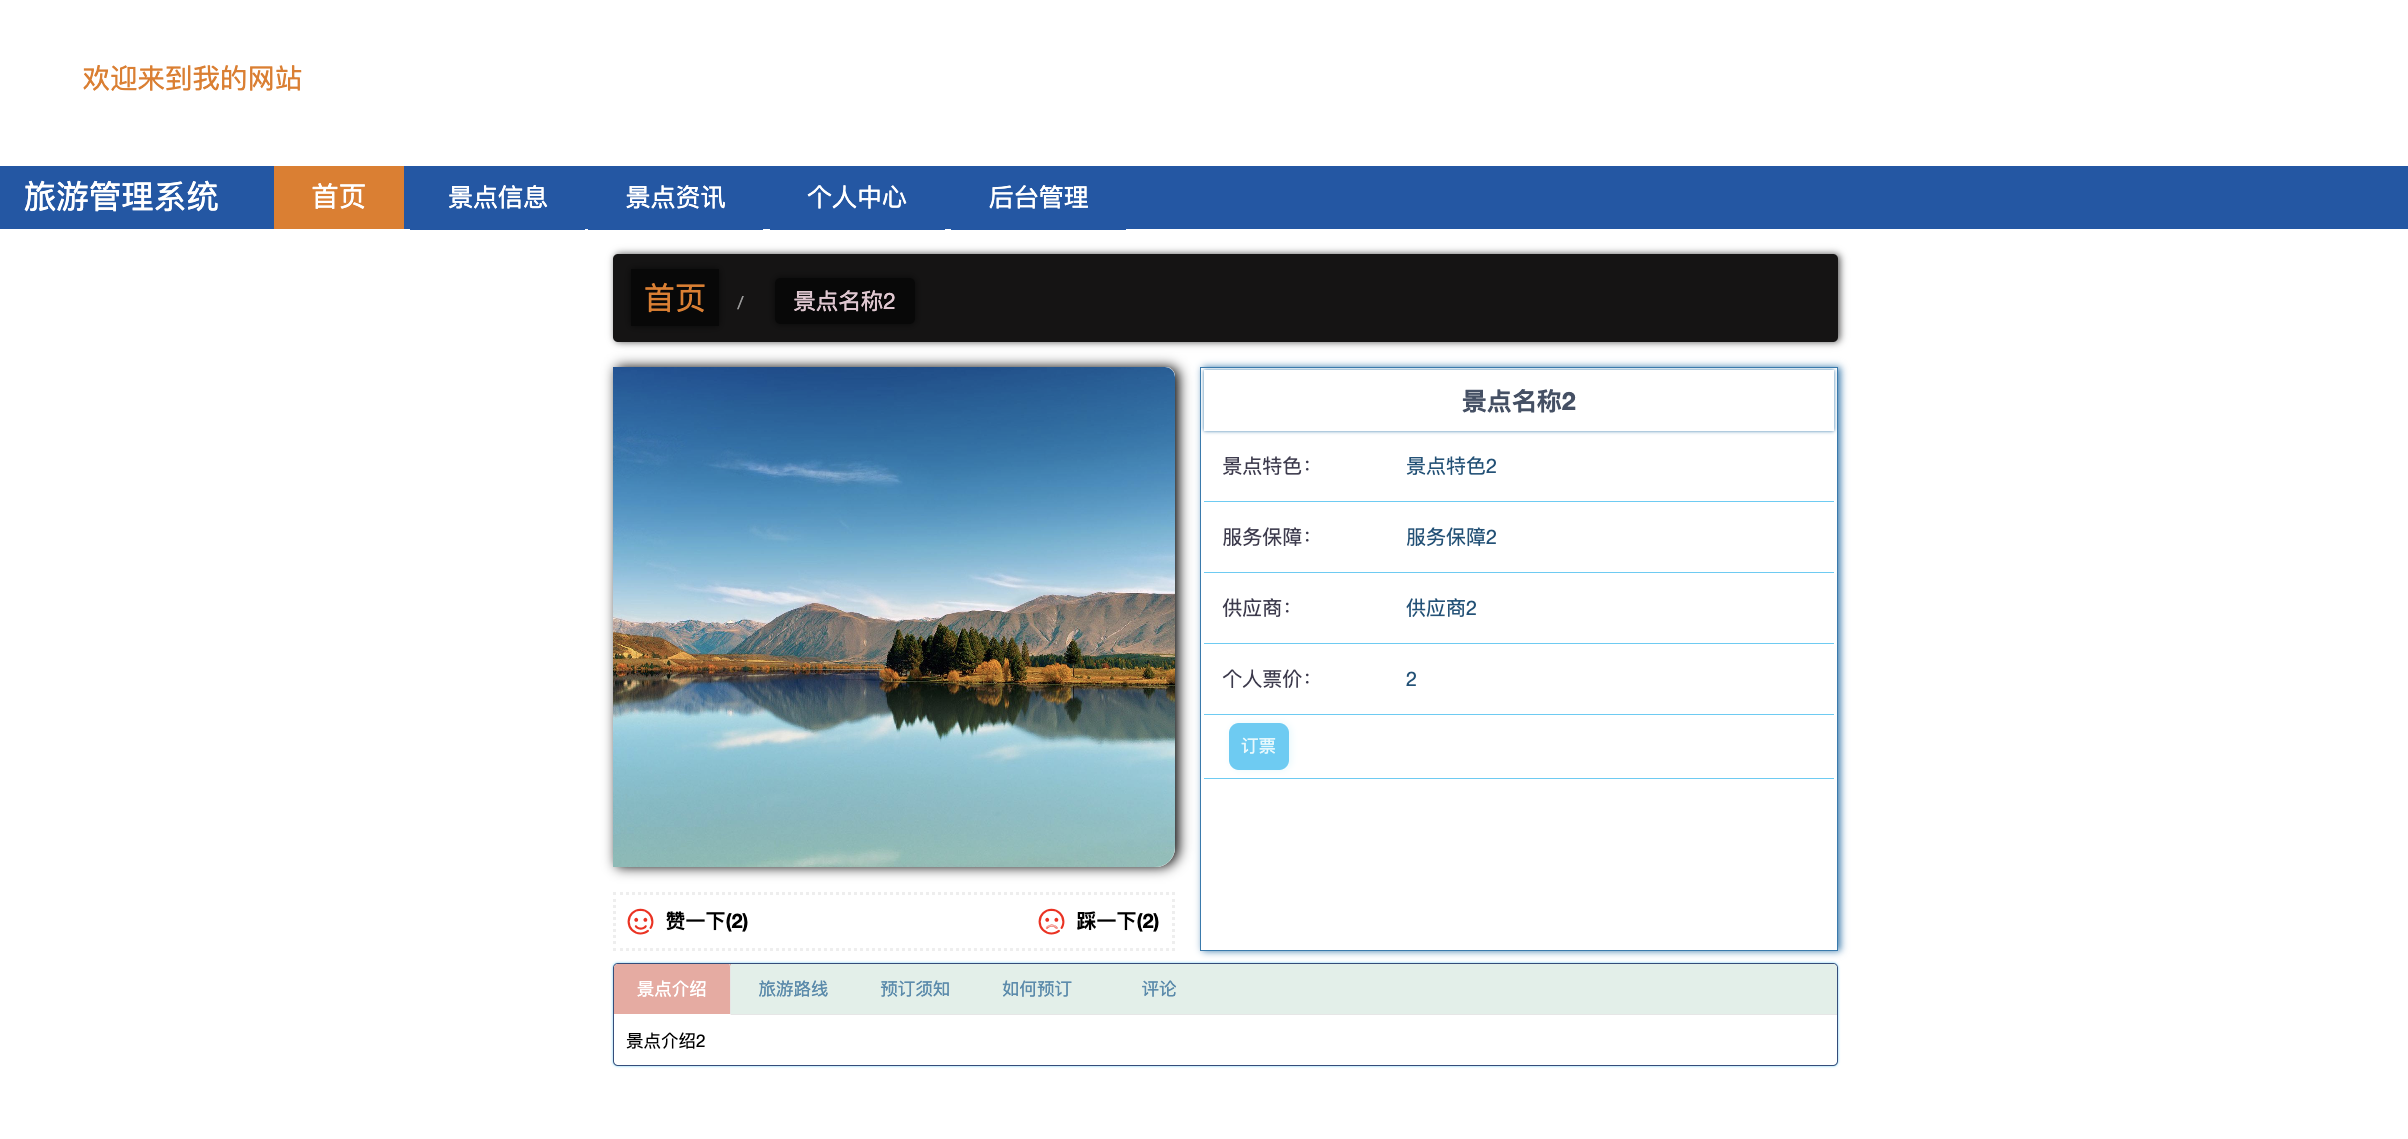 欢迎来到我的网站
旅游管理系统 首页 景点信息 景点资讯 个人中心 后台管理
首页 / 景点名称2
景点名称2
景点特色： 景点特色2
服务保障： 服务保障2
供应商： 供应商2
个人票价： 2
订票
赞一下(2) 踩一下(2)
景点介绍 旅游路线 预订须知 如何预订 评论
景点介绍2